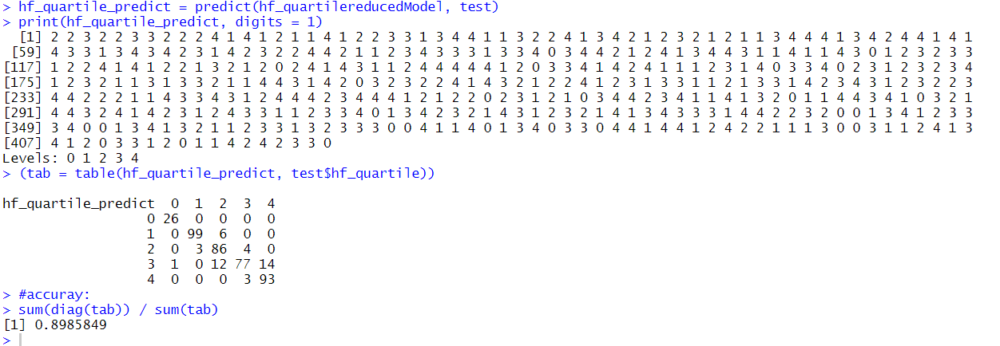 > hf_quartile_predict = predict(hf_quartilereducedModel, test)
> print(hf_quartile_predict, digits = 1)
[1] 2 2 3 2 2 3 3 2 2 2 4 1 4 1 2 1 1 4 1 2 2 3 3 1 3 4 4 1 1 3 2 2 4 1 3 4 2 1 2 3 2 1 2 1 1 3 4 4 4 1 3 4 2 4 4 1 4 1
[59] 4 3 3 1 3 4 3 4 2 3 1 4 2 3 2 2 4 4 2 1 1 2 3 4 3 3 3 1 3 3 4 0 3 4 4 2 1 2 4 1 3 4 4 3 1 1 4 1 1 4 3 0 1 2 3 2 3 3
[117] 1 2 2 4 1 4 1 2 2 1 3 2 1 2 0 2 4 1 4 3 1 1 2 4 4 4 4 4 1 2 0 3 3 4 1 4 2 4 1 1 1 2 3 1 4 0 3 3 4 0 2 3 1 2 3 2 3 4
[175] 1 2 3 2 1 1 3 1 3 3 2 1 1 4 4 3 1 4 2 0 3 2 3 2 2 4 1 4 3 2 1 2 2 4 1 2 3 1 3 3 1 1 2 1 3 3 1 4 2 3 4 3 1 2 3 2 2 3
[233] 4 4 2 2 2 1 1 4 3 3 4 3 1 2 4 4 4 2 3 4 4 4 1 2 1 2 2 0 2 3 1 2 1 0 3 4 4 2 3 4 1 1 4 1 3 2 0 1 1 4 4 3 4 1 0 3 2 1
[291] 4 4 3 2 4 1 4 2 3 1 2 4 3 3 1 1 2 3 3 4 0 1 3 4 2 3 2 1 4 3 1 2 3 2 1 4 1 3 4 3 3 3 1 4 4 2 2 3 2 0 0 1 3 4 1 2 3 3
[349] 3 4 0 0 1 3 4 1 3 2 1 1 2 3 3 1 3 2 3 3 3 0 0 4 1 1 4 0 1 3 4 0 3 3 0 4 4 1 4 4 1 2 4 2 2 1 1 1 3 0 0 3 1 1 2 4 1 3
[407] 4 1 2 0 3 3 1 2 0 1 1 4 2 4 2 3 3 0
Levels: 0 1 2 3 4
> (tab = table(hf_quartile_predict, test$hf_quartile))
hf_quartile_predict 0 1 2 3 4
0 26 0 0 0 0
1 0 99 6 0 0
2 0 3 86 4 0
3 1 0 12 77 14
4 0 0 0 3 93
> #accuray:
> sum(diag(tab)) / sum(tab)
[1] 0.8985849
>